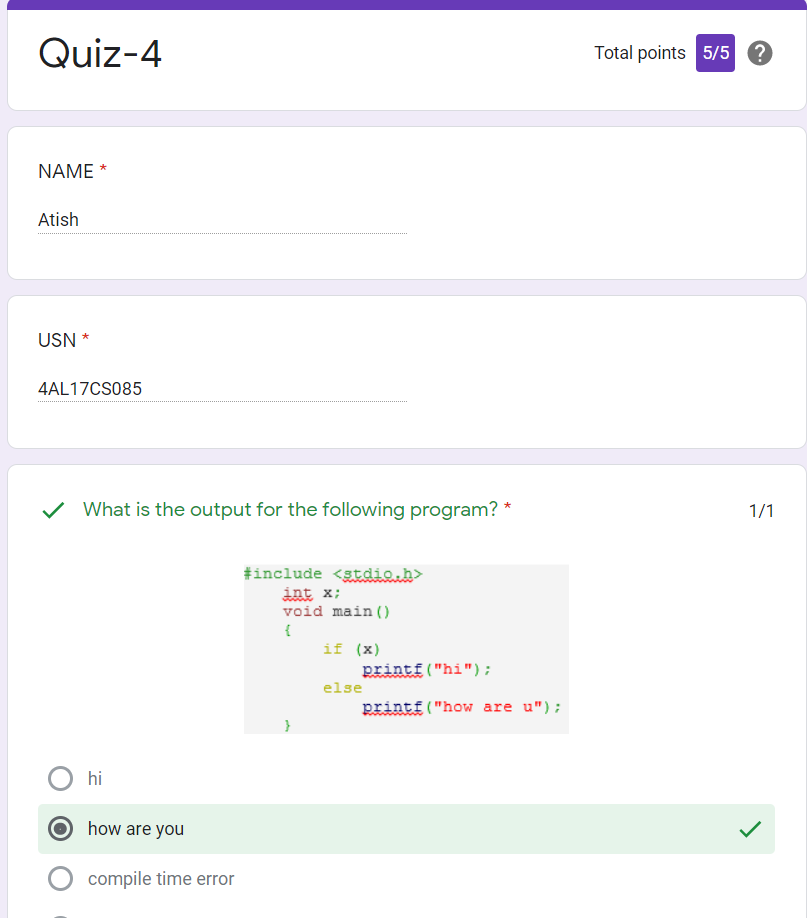 Quiz-4
Total points 5/5 ?
NAME *
Atish
USN *
4AL17CS085
What is the output for the following program? *
1/1
#include <stdio.h>
int x;
void main()
{
if (x)
printf("hi");
else
printf("how are u");
}
hi
how are you
compile time error